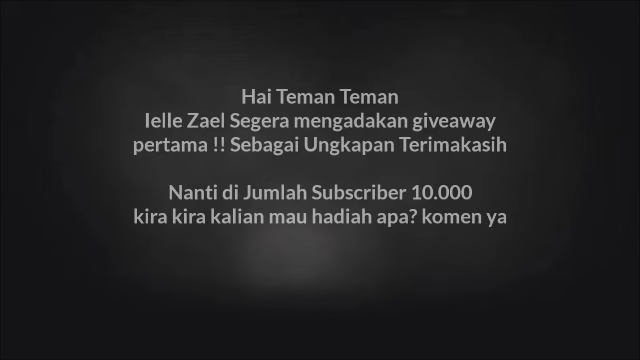 Hai Teman Teman
Ielle Zael Segera mengadakan giveaway
pertama !! Sebagai Ungkapan Terimakasih
Nanti di Jumlah Subscriber 10.000
kira kira kalian mau hadiah apa? komen ya